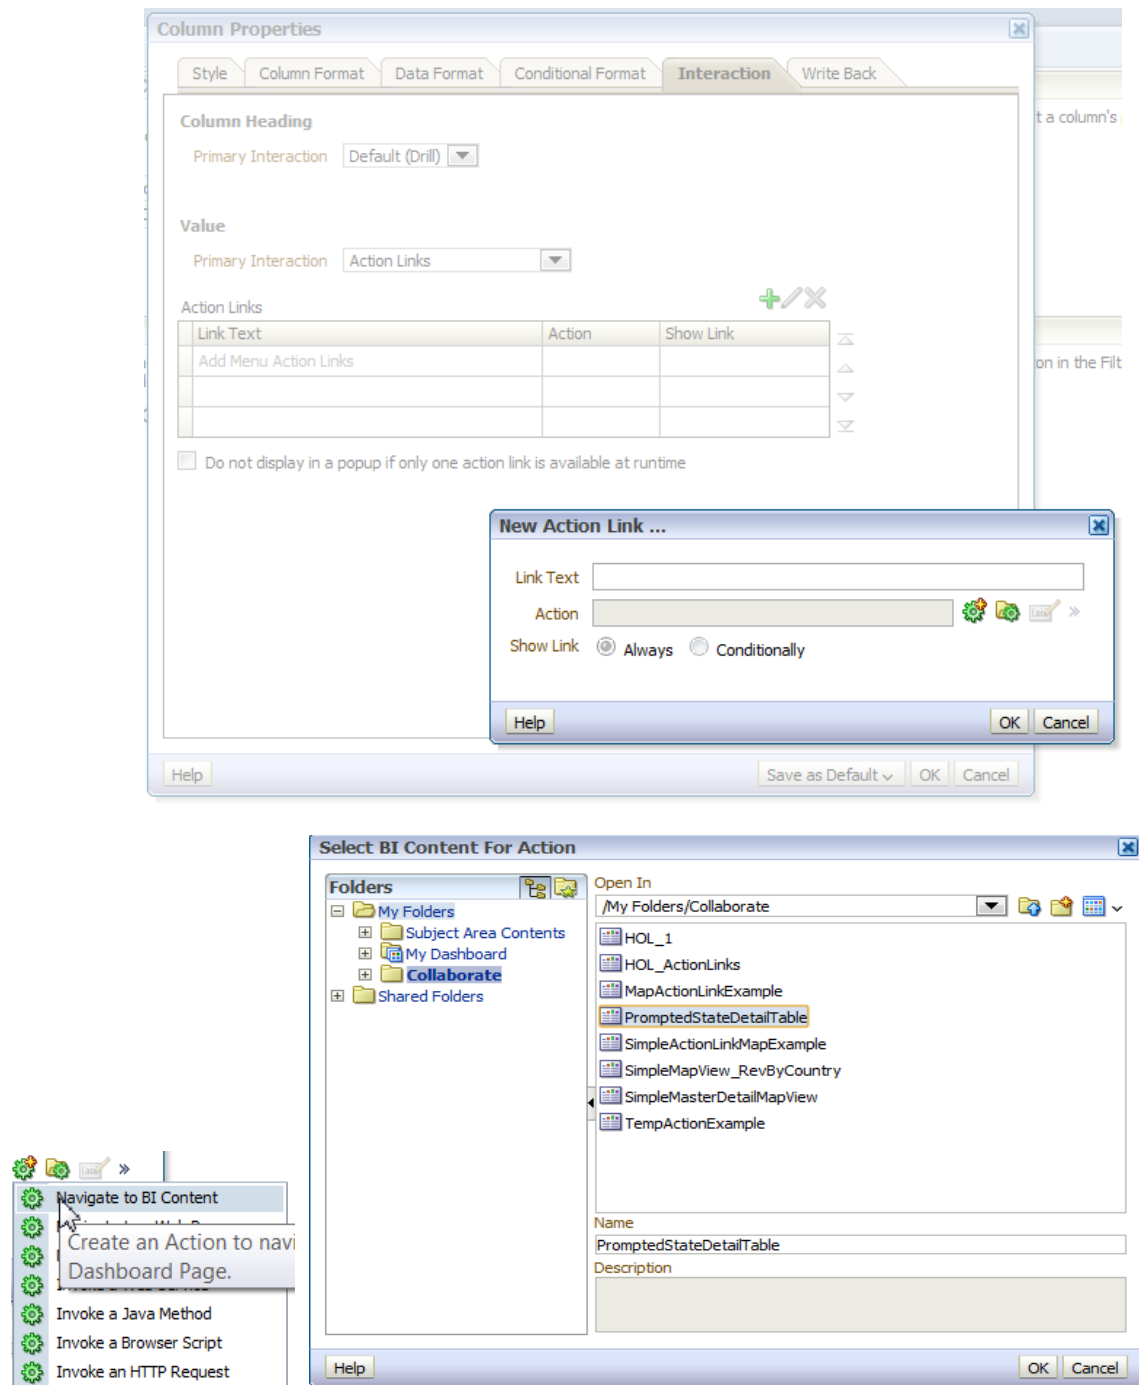 Column Properties
Style Column Format Data Format Conditional Format Interaction Write Back
t a column's
Column Heading
Primary Interaction Default (Drill)
Value
Primary Interaction Action Links
Action Links
Link Text Action Show Link
Add Menu Action Links
on in the Filt
Do not display in a popup if only one action link is available at runtime
New Action Link ...
Link Text
Action
Show Link Always Conditionally
Help OK Cancel
Help Save as Default OK Cancel
Select BI Content For Action
Folders
My Folders
Subject Area Contents
My Dashboard
Collaborate
Shared Folders
Open In
/My Folders/Collaborate
HOL_1
HOL_ActionLinks
MapActionLinkExample
PromptedStateDetailTable
SimpleActionLinkMapExample
SimpleMapView_RevByCountry
SimpleMasterDetailMapView
TempActionExample
Name
PromptedStateDetailTable
Description
Help OK Cancel
Navigate to BI Content
Create an Action to navi
Dashboard Page.
Invoke a Java Method
Invoke a Browser Script
Invoke an HTTP Request